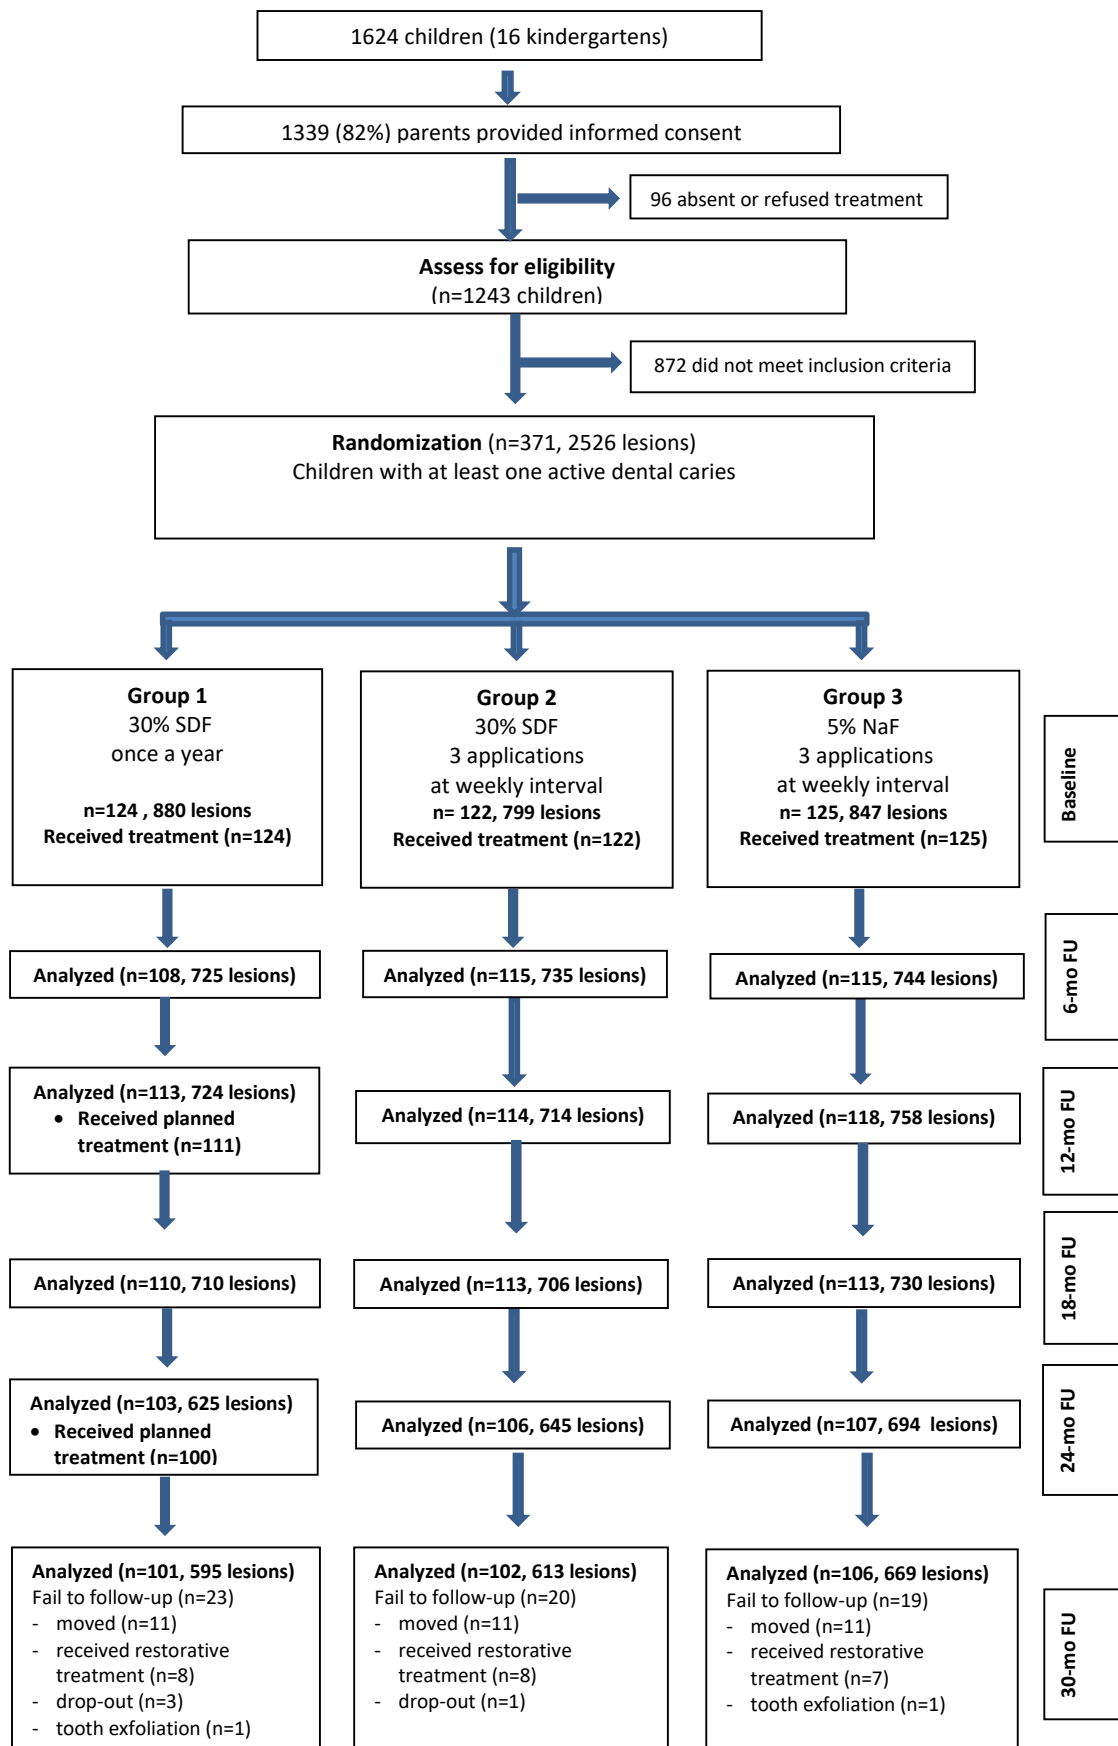 1624 children (16 kindergartens)
1339 (82%) parents provided informed consent
96 absent or refused treatment
Assess for eligibility
(n=1243 children)
872 did not meet inclusion criteria
Randomization (n=371, 2526 lesions)
Children with at least one active dental caries
Group 1
30% SDF
once a year
n=124 , 880 lesions
Received treatment (n=124)
Group 2
30% SDF
3 applications
at weekly interval
n= 122, 799 lesions
Received treatment (n=122)
Group 3
5% NaF
3 applications
at weekly interval
n= 125, 847 lesions
Received treatment (n=125)
Baseline
Analyzed (n=108, 725 lesions)
Analyzed (n=115, 735 lesions)
Analyzed (n=115, 744 lesions)
6-mo FU
Analyzed (n=113, 724 lesions)
• Received planned
treatment (n=111)
Analyzed (n=114, 714 lesions)
Analyzed (n=118, 758 lesions)
12-mo FU
Analyzed (n=110, 710 lesions)
Analyzed (n=113, 706 lesions)
Analyzed (n=113, 730 lesions)
18-mo FU
Analyzed (n=103, 625 lesions)
• Received planned
treatment (n=100)
Analyzed (n=106, 645 lesions)
Analyzed (n=107, 694 lesions)
24-mo FU
Analyzed (n=101, 595 lesions)
Fail to follow-up (n=23)
- moved (n=11)
- received restorative
treatment (n=8)
- drop-out (n=3)
- tooth exfoliation (n=1)
Analyzed (n=102, 613 lesions)
Fail to follow-up (n=20)
- moved (n=11)
- received restorative
treatment (n=8)
- drop-out (n=1)
Analyzed (n=106, 669 lesions)
Fail to follow-up (n=19)
- moved (n=11)
- received restorative
treatment (n=7)
- tooth exfoliation (n=1)
30-mo FU